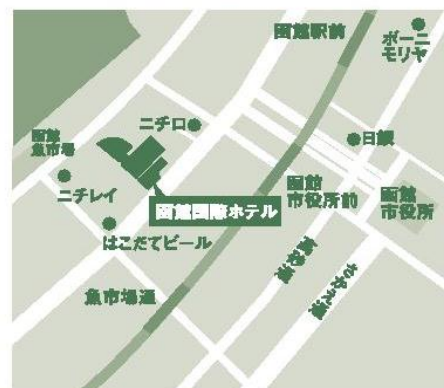 函館駅前
ボーニ
モリヤ
ニチロ
日銀
函館
魚市場
ニチレイ
函館国際ホテル
函館
市役所前
函館
市役所
はこだてビール
魚市場通